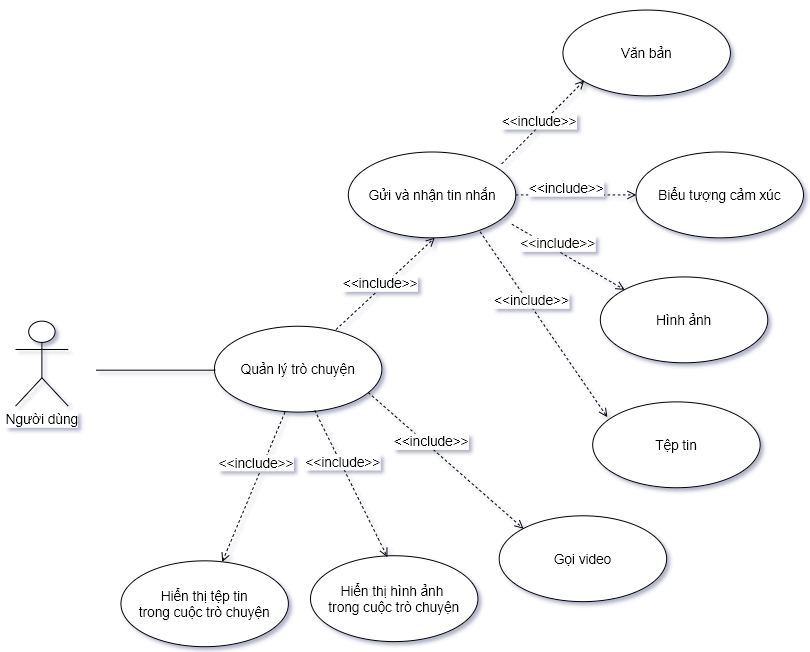 Văn bản
<<include>>
Gửi và nhận tin nhắn
<<include>>
Biểu tượng cảm xúc
<<include>>
<<include>>
<<include>>
Hình ảnh
Người dùng
Quản lý trò chuyện
Tệp tin
<<include>>
<<include>>
<<include>>
Gọi video
Hiển thị tệp tin
trong cuộc trò chuyện
Hiển thị hình ảnh
trong cuộc trò chuyện